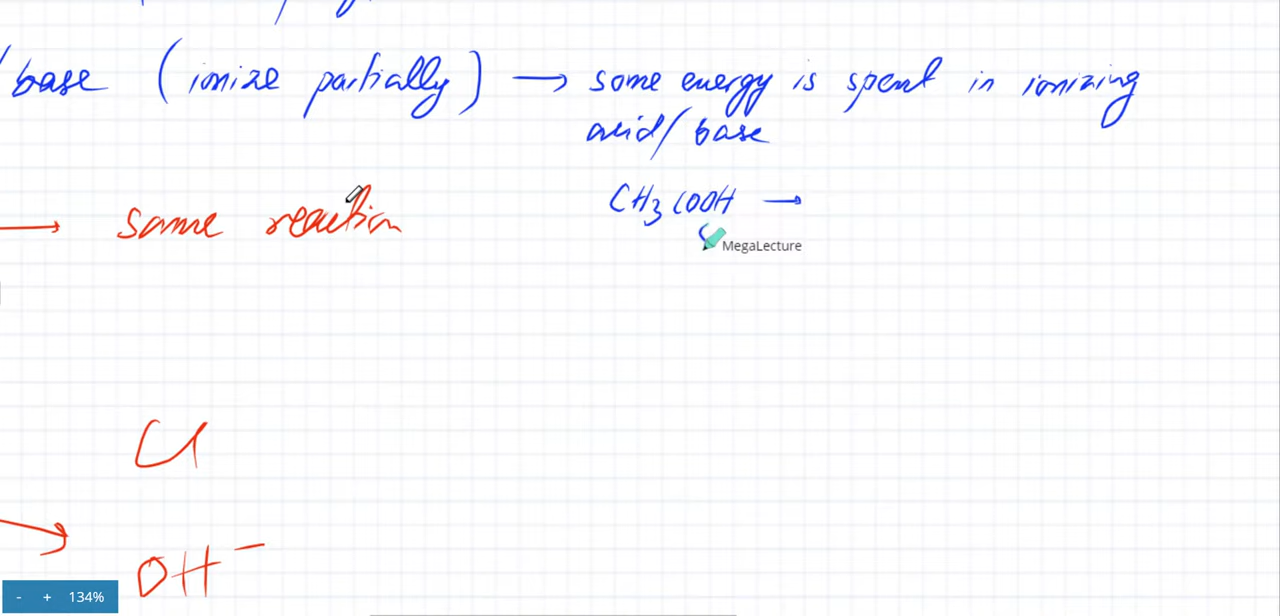 base (ionize partially) → some energy is spent in ionizing
acid/base
→ same reaction
CH3COOH →
MegaLecture
Cl
OH⁻
- + 134%